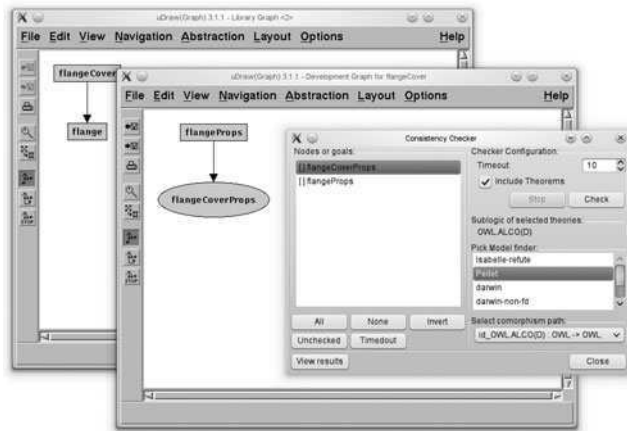 uDraw(Graph) 3.1.1 - Library Graph <2>
File Edit View Navigation Abstraction Layout Options Help
flangeCover
flange
uDraw(Graph) 3.1.1 - Development Graph for flangeCover
File Edit View Navigation Abstraction Layout Options Help
flangeProps
flangeCoverProps
Consistency Checker
Nodes or goals:
[ ] flangeCoverProps
[ ] flangeProps
All None Invert
Unchecked Timedout
View results
Checker Configuration:
Timeout 10
Include Theorems
Stop Check
Sublogic of selected theories:
OWL.ALCO(D)
Pick Model finder:
Isabelle-refute
Pellet
darwin
darwin-non-fd
Select comorphism path:
id_OWL.ALCO(D) : OWL -> OWL
Close